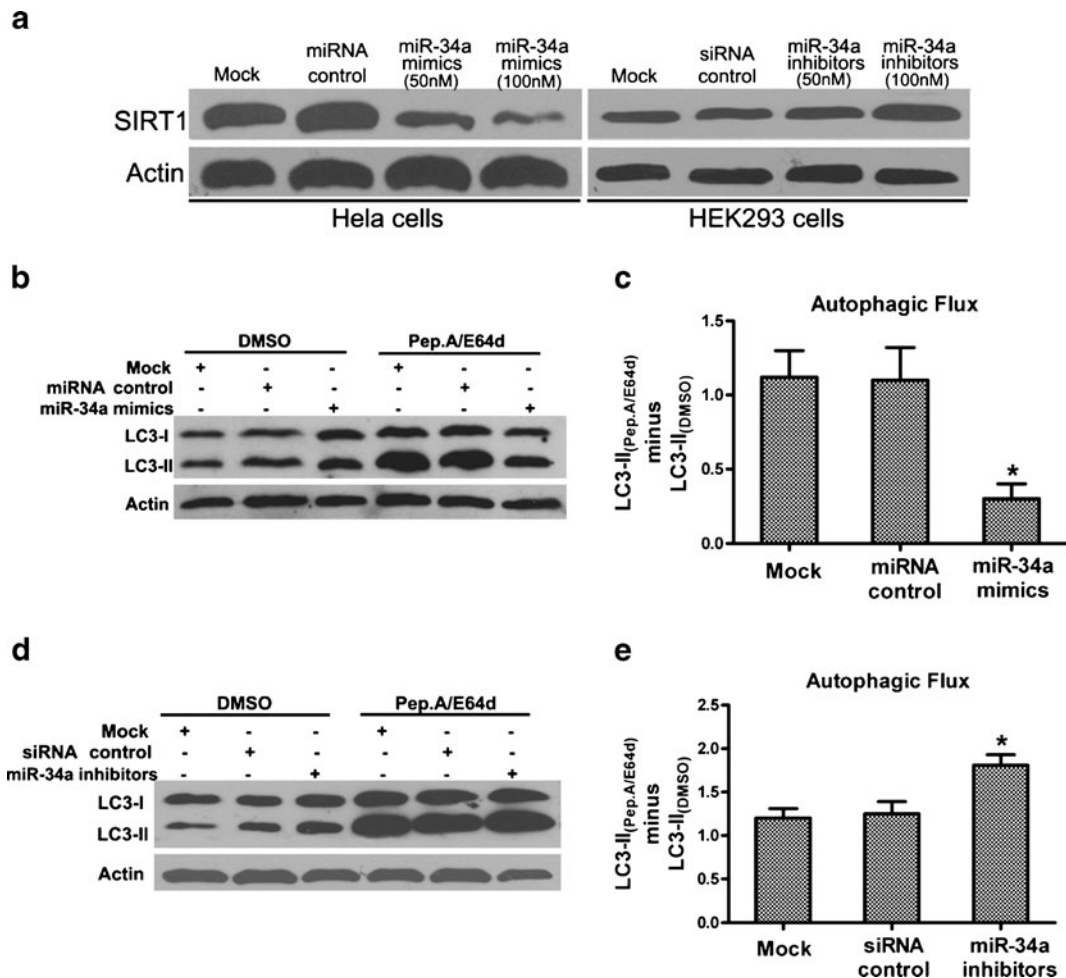 a
Mock
miRNA
control
miR-34a
mimics
(50nM)
miR-34a
mimics
(100nM)
Mock
siRNA
control
miR-34a
inhibitors
(50nM)
miR-34a
inhibitors
(100nM)
SIRT1
Actin
Hela cells
HEK293 cells
b
DMSO
Pep.A/E64d
Mock + - - + - -
miRNA control - + - - + -
miR-34a mimics - - + - - +
LC3-I
LC3-II
Actin
c
Autophagic Flux
LC3-II(Pep.A/E64d)
minus
LC3-II(DMSO)
1.5
1.0
0.5
0.0
*
Mock
miRNA
control
miR-34a
mimics
d
DMSO
Pep.A/E64d
Mock + - - + - -
siRNA control - + - - + -
miR-34a inhibitors - - + - - +
LC3-I
LC3-II
Actin
e
Autophagic Flux
LC3-II(Pep.A/E64d)
minus
LC3-II(DMSO)
2.5
2.0
1.5
1.0
0.5
0.0
*
Mock
siRNA
control
miR-34a
inhibitors